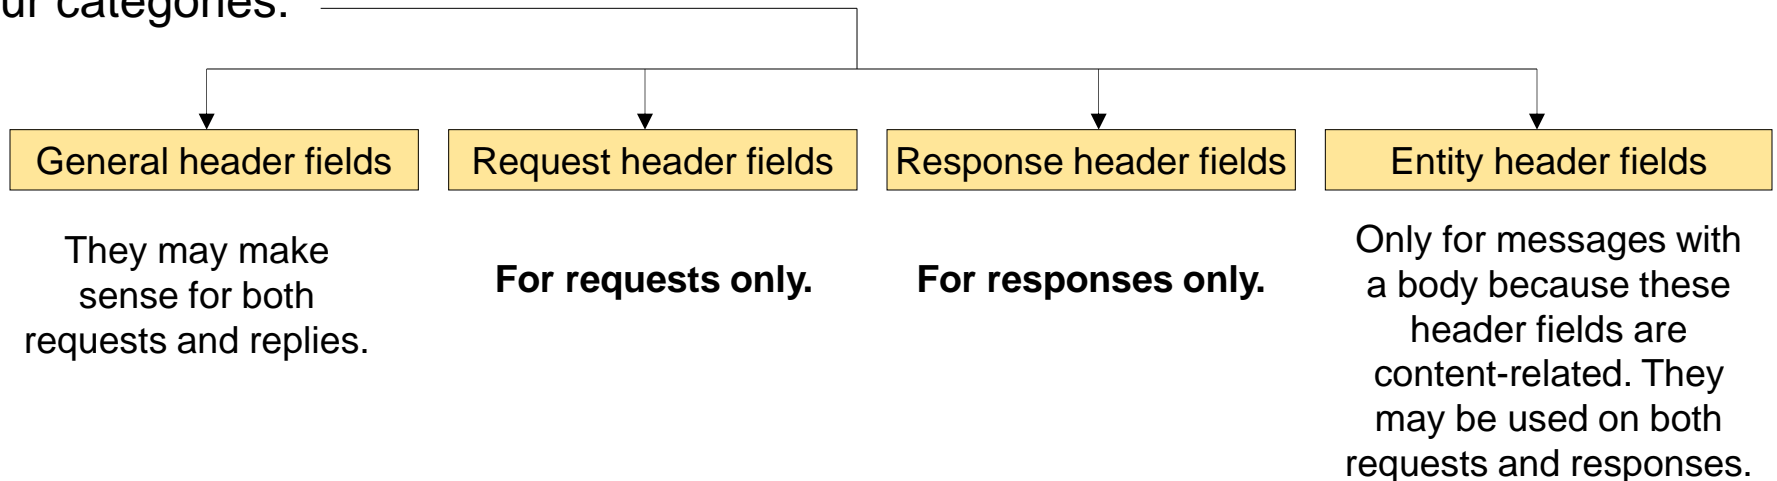 categories.
General header fields
Request header fields
Response header fields
Entity header fields
They may make
sense for both
requests and replies.
For requests only.
For responses only.
Only for messages with
a body because these
header fields are
content-related. They
may be used on both
requests and responses.